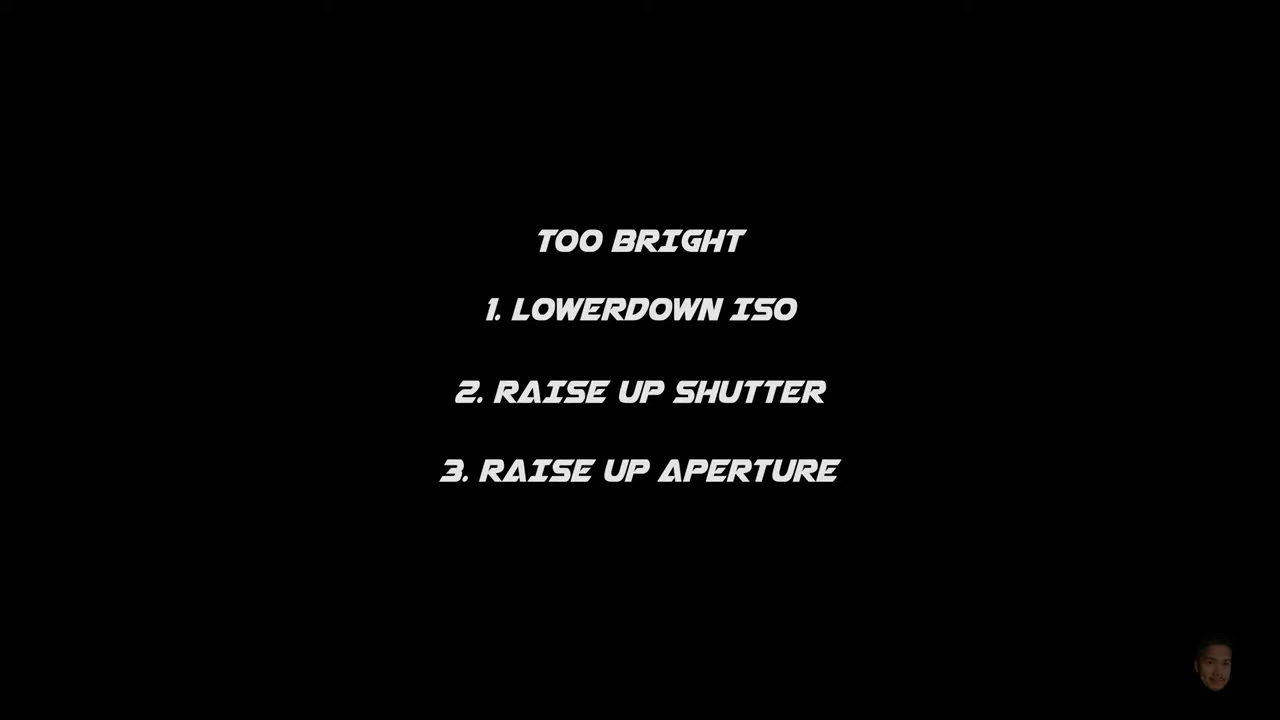 TOO BRIGHT
1. LOWERDOWN ISO
2. RAISE UP SHUTTER
3. RAISE UP APERTURE